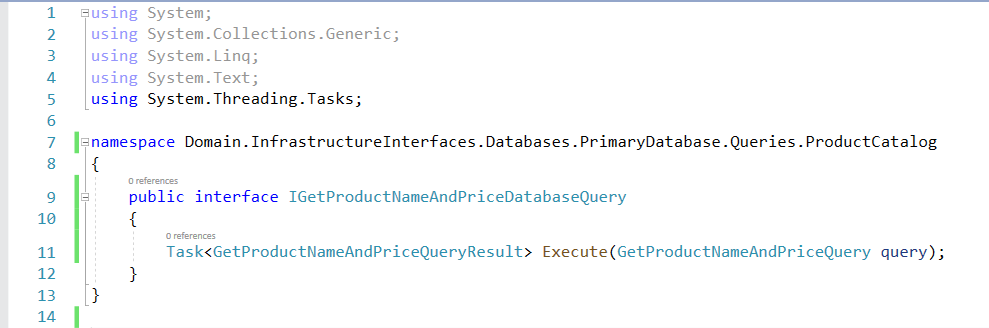 1 using System;
2 using System.Collections.Generic;
3 using System.Linq;
4 using System.Text;
5 using System.Threading.Tasks;
6
7 namespace Domain.InfrastructureInterfaces.Databases.PrimaryDatabase.Queries.ProductCatalog
8 {
0 references
9 public interface IGetProductNameAndPriceDatabaseQuery
10 {
0 references
11 Task<GetProductNameAndPriceQueryResult> Execute(GetProductNameAndPriceQuery query);
12 }
13 }
14